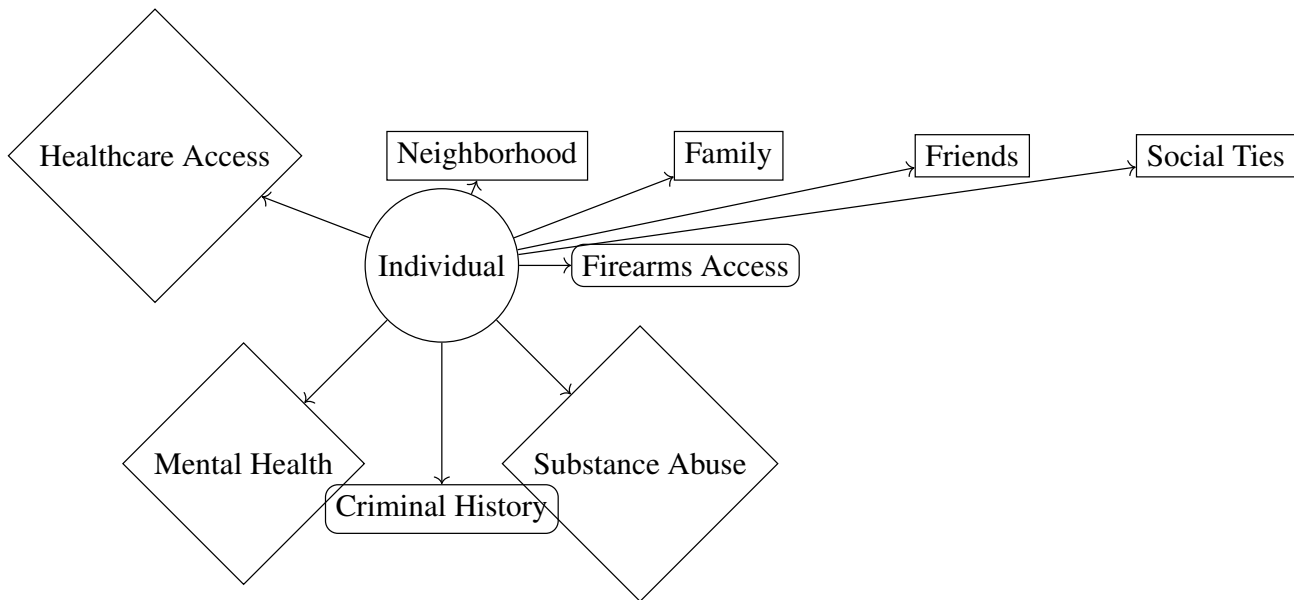 Healthcare Access
Neighborhood
Family
Friends
Social Ties
Individual
Firearms Access
Mental Health
Substance Abuse
Criminal History